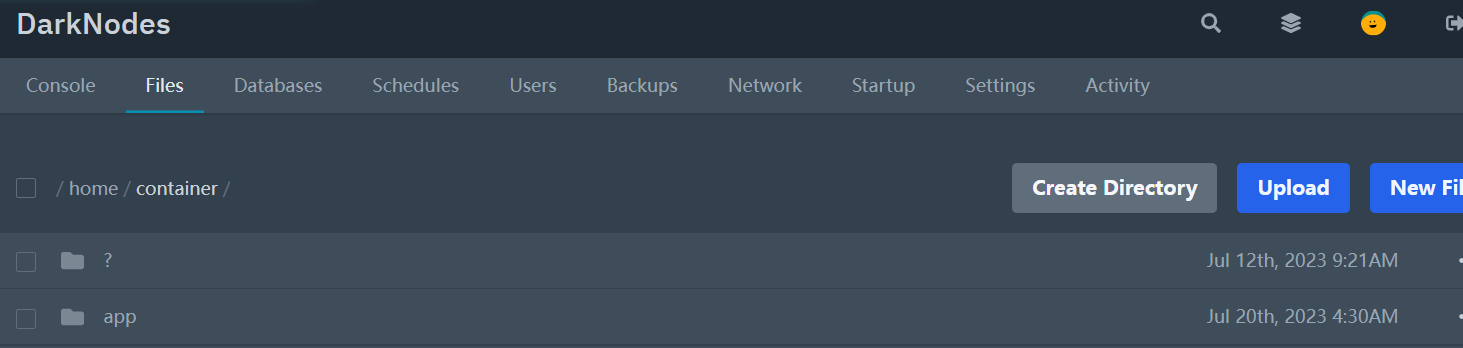 DarkNodes
Console Files Databases Schedules Users Backups Network Startup Settings Activity
/ home / container / Create Directory Upload New Fil
? Jul 12th, 2023 9:21AM
app Jul 20th, 2023 4:30AM